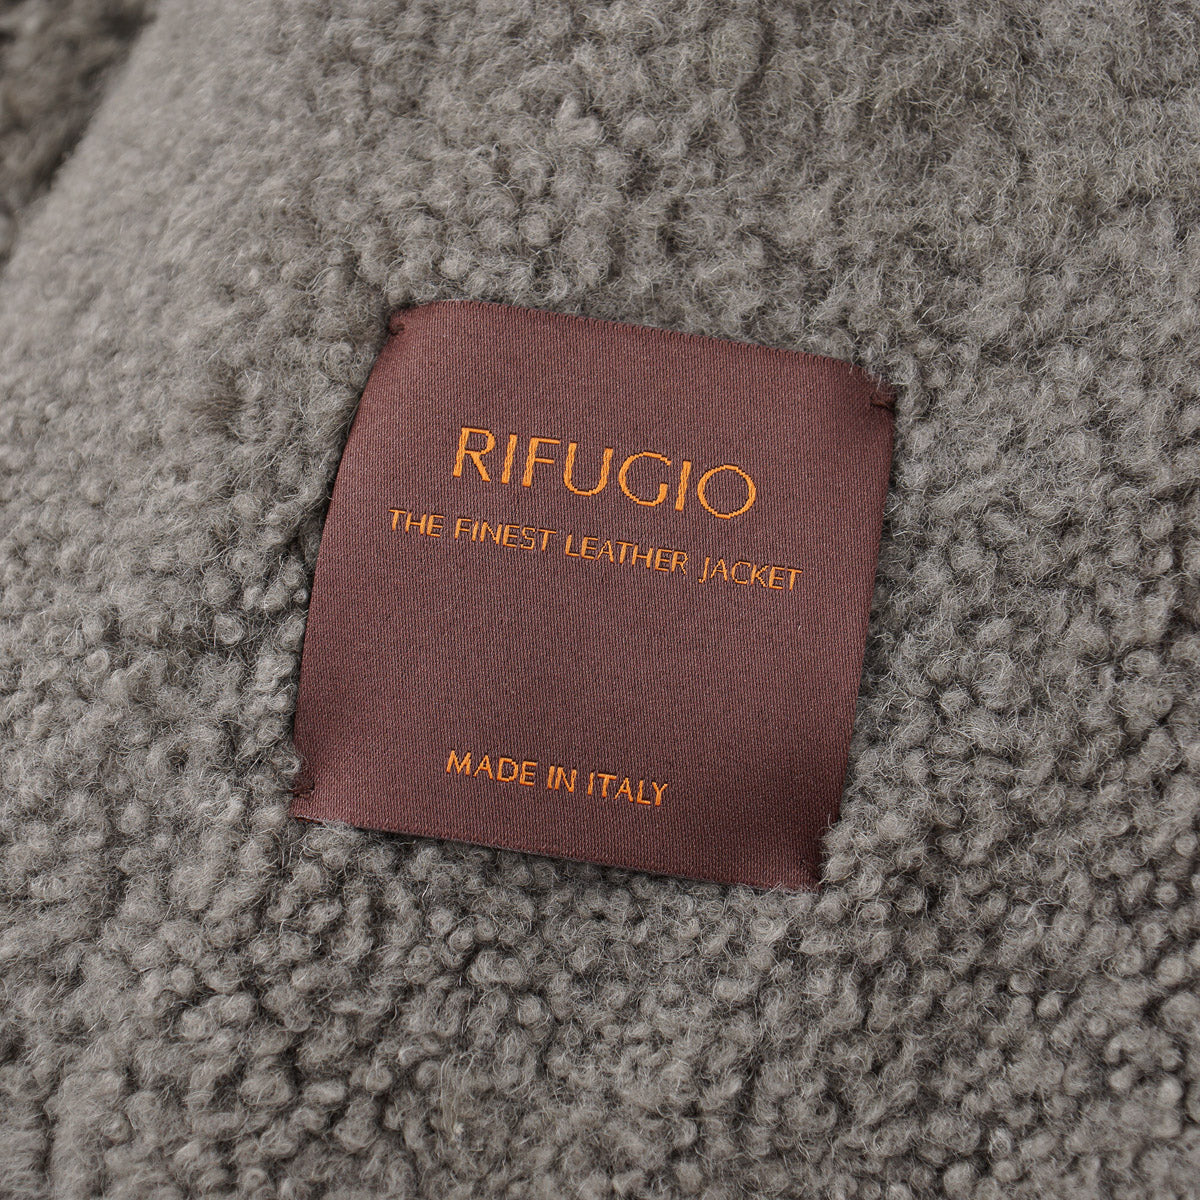 RIFUGIO
THE FINEST LEATHER JACKET
MADE IN ITALY